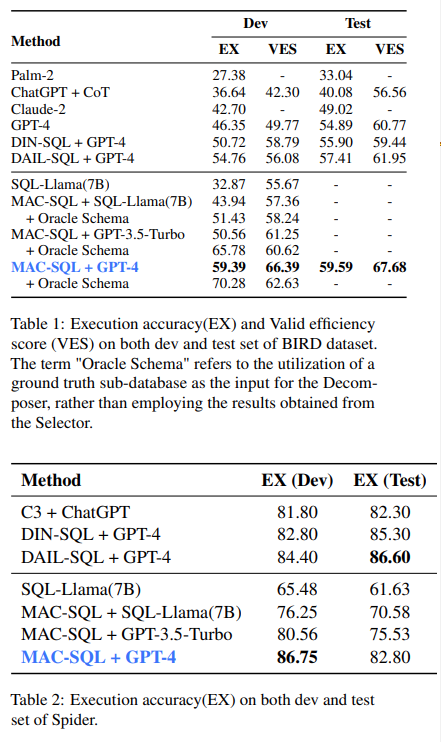 Method Dev Test
EX VES EX VES
Palm-2 27.38 - 33.04 -
ChatGPT + CoT 36.64 42.30 40.08 56.56
Claude-2 42.70 - 49.02 -
GPT-4 46.35 49.77 54.89 60.77
DIN-SQL + GPT-4 50.72 58.79 55.90 59.44
DAIL-SQL + GPT-4 54.76 56.08 57.41 61.95
SQL-Llama(7B) 32.87 55.67 - -
MAC-SQL + SQL-Llama(7B) 43.94 57.36 - -
+ Oracle Schema 51.43 58.24 - -
MAC-SQL + GPT-3.5-Turbo 50.56 61.25 - -
+ Oracle Schema 65.78 60.62 - -
MAC-SQL + GPT-4 59.39 66.39 59.59 67.68
+ Oracle Schema 70.28 62.63 - -
Table 1: Execution accuracy(EX) and Valid efficiency
score (VES) on both dev and test set of BIRD dataset.
The term "Oracle Schema" refers to the utilization of a
ground truth sub-database as the input for the Decom-
poser, rather than employing the results obtained from
the Selector.
Method EX (Dev) EX (Test)
C3 + ChatGPT 81.80 82.30
DIN-SQL + GPT-4 82.80 85.30
DAIL-SQL + GPT-4 84.40 86.60
SQL-Llama(7B) 65.48 61.63
MAC-SQL + SQL-Llama(7B) 76.25 70.58
MAC-SQL + GPT-3.5-Turbo 80.56 75.53
MAC-SQL + GPT-4 86.75 82.80
Table 2: Execution accuracy(EX) on both dev and test
set of Spider.